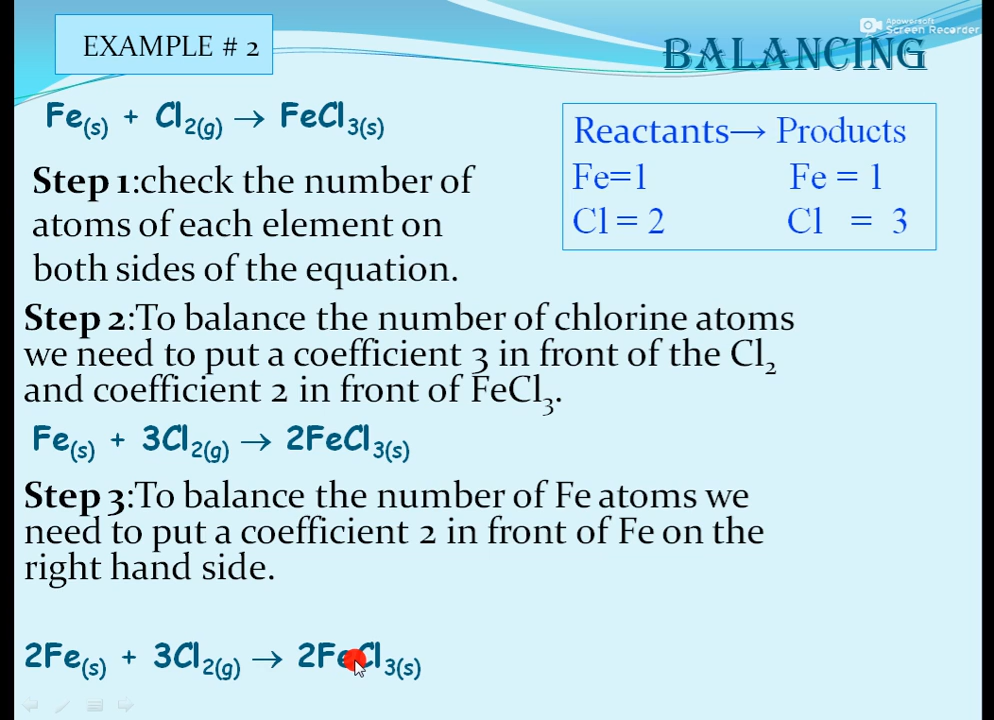 Apowersoft
Screen Recorder
EXAMPLE # 2
BALANCING
Fe(s) + Cl2(g) → FeCl3(s)
Reactants→ Products
Fe=1 Fe = 1
Cl = 2 Cl = 3
Step 1:check the number of
atoms of each element on
both sides of the equation.
Step 2:To balance the number of chlorine atoms
we need to put a coefficient 3 in front of the Cl2
and coefficient 2 in front of FeCl3.
Fe(s) + 3Cl2(g) → 2FeCl3(s)
Step 3:To balance the number of Fe atoms we
need to put a coefficient 2 in front of Fe on the
right hand side.
2Fe(s) + 3Cl2(g) → 2FeCl3(s)